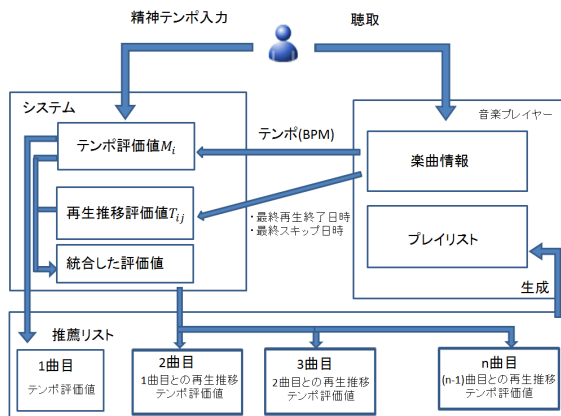 精神テンポ入力
聴取
システム
音楽プレイヤー
テンポ評価値M_i
テンポ(BPM)
楽曲情報
再生推移評価値T_ij
・最終再生終了日時
・最終スキップ日時
プレイリスト
統合した評価値
生成
推薦リスト
1曲目
テンポ評価値
2曲目
1曲目との再生推移
テンポ評価値
3曲目
2曲目との再生推移
テンポ評価値
n曲目
(n-1)曲目との再生推移
テンポ評価値